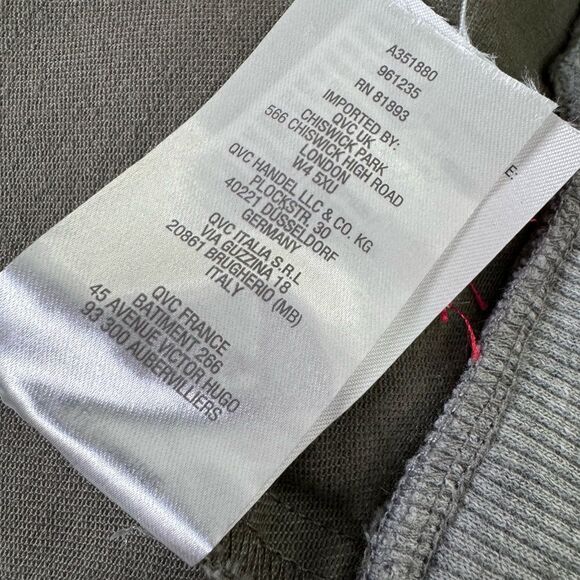 A351880
961235
RN 81893
IMPORTED BY:
QVC UK
CHISWICK PARK
566 CHISWICK HIGH ROAD
LONDON
W4 5XU
QVC HANDEL LLC & CO. KG
PLOCKSTR. 30
40221 DÜSSELDORF
GERMANY
QVC ITALIA S.R.L
VIA GUZZINA 18
20861 BRUGHERIO (MB)
ITALY
QVC FRANCE
BATIMENT 266
45 AVENUE VICTOR HUGO
93 300 AUBERVILLIERS